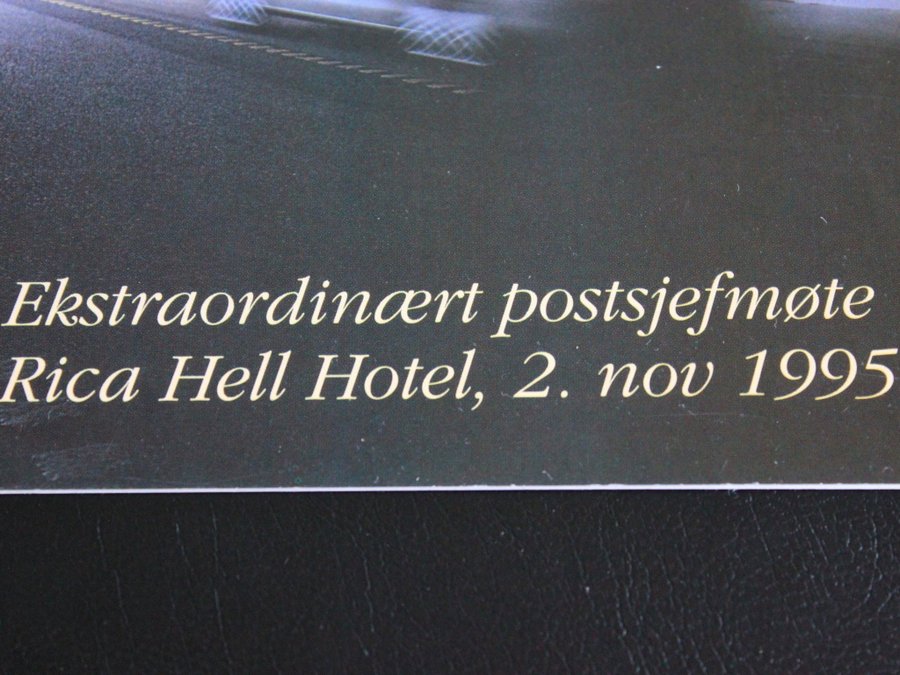 Ekstraordinært postsjefmøte
Rica Hell Hotel, 2. nov 1995